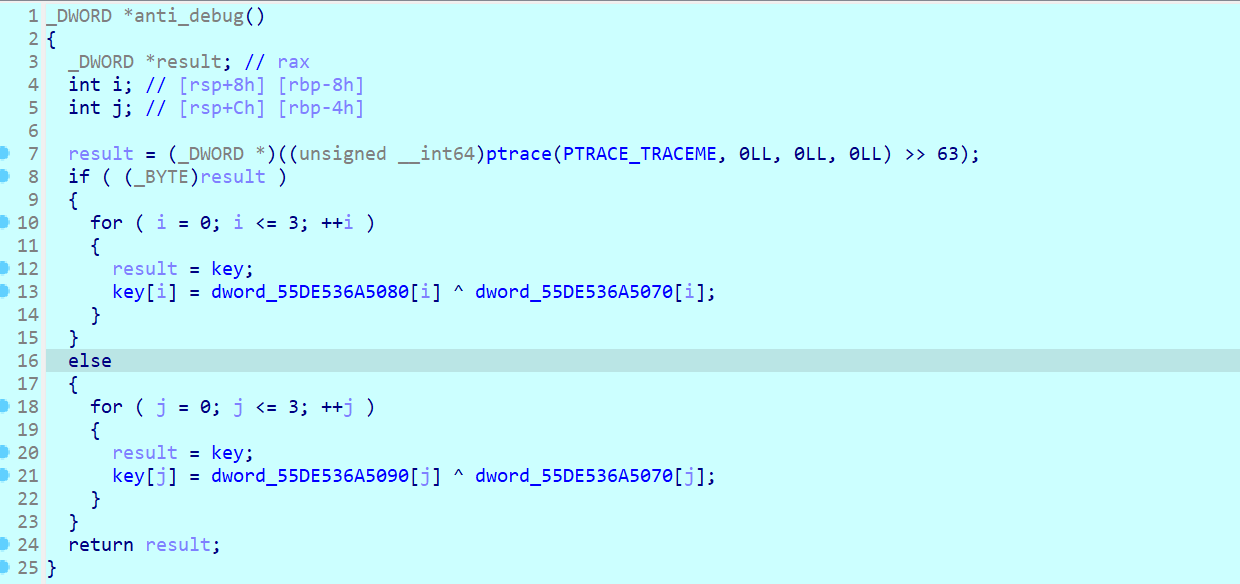 1 _DWORD *anti_debug()
2 {
3   _DWORD *result; // rax
4   int i; // [rsp+8h] [rbp-8h]
5   int j; // [rsp+Ch] [rbp-4h]
6
7   result = (_DWORD *)((unsigned __int64)ptrace(PTRACE_TRACEME, 0LL, 0LL, 0LL) >> 63);
8   if ( (_BYTE)result )
9   {
10     for ( i = 0; i <= 3; ++i )
11     {
12       result = key;
13       key[i] = dword_55DE536A5080[i] ^ dword_55DE536A5070[i];
14     }
15   }
16   else
17   {
18     for ( j = 0; j <= 3; ++j )
19     {
20       result = key;
21       key[j] = dword_55DE536A5090[j] ^ dword_55DE536A5070[j];
22     }
23   }
24   return result;
25 }